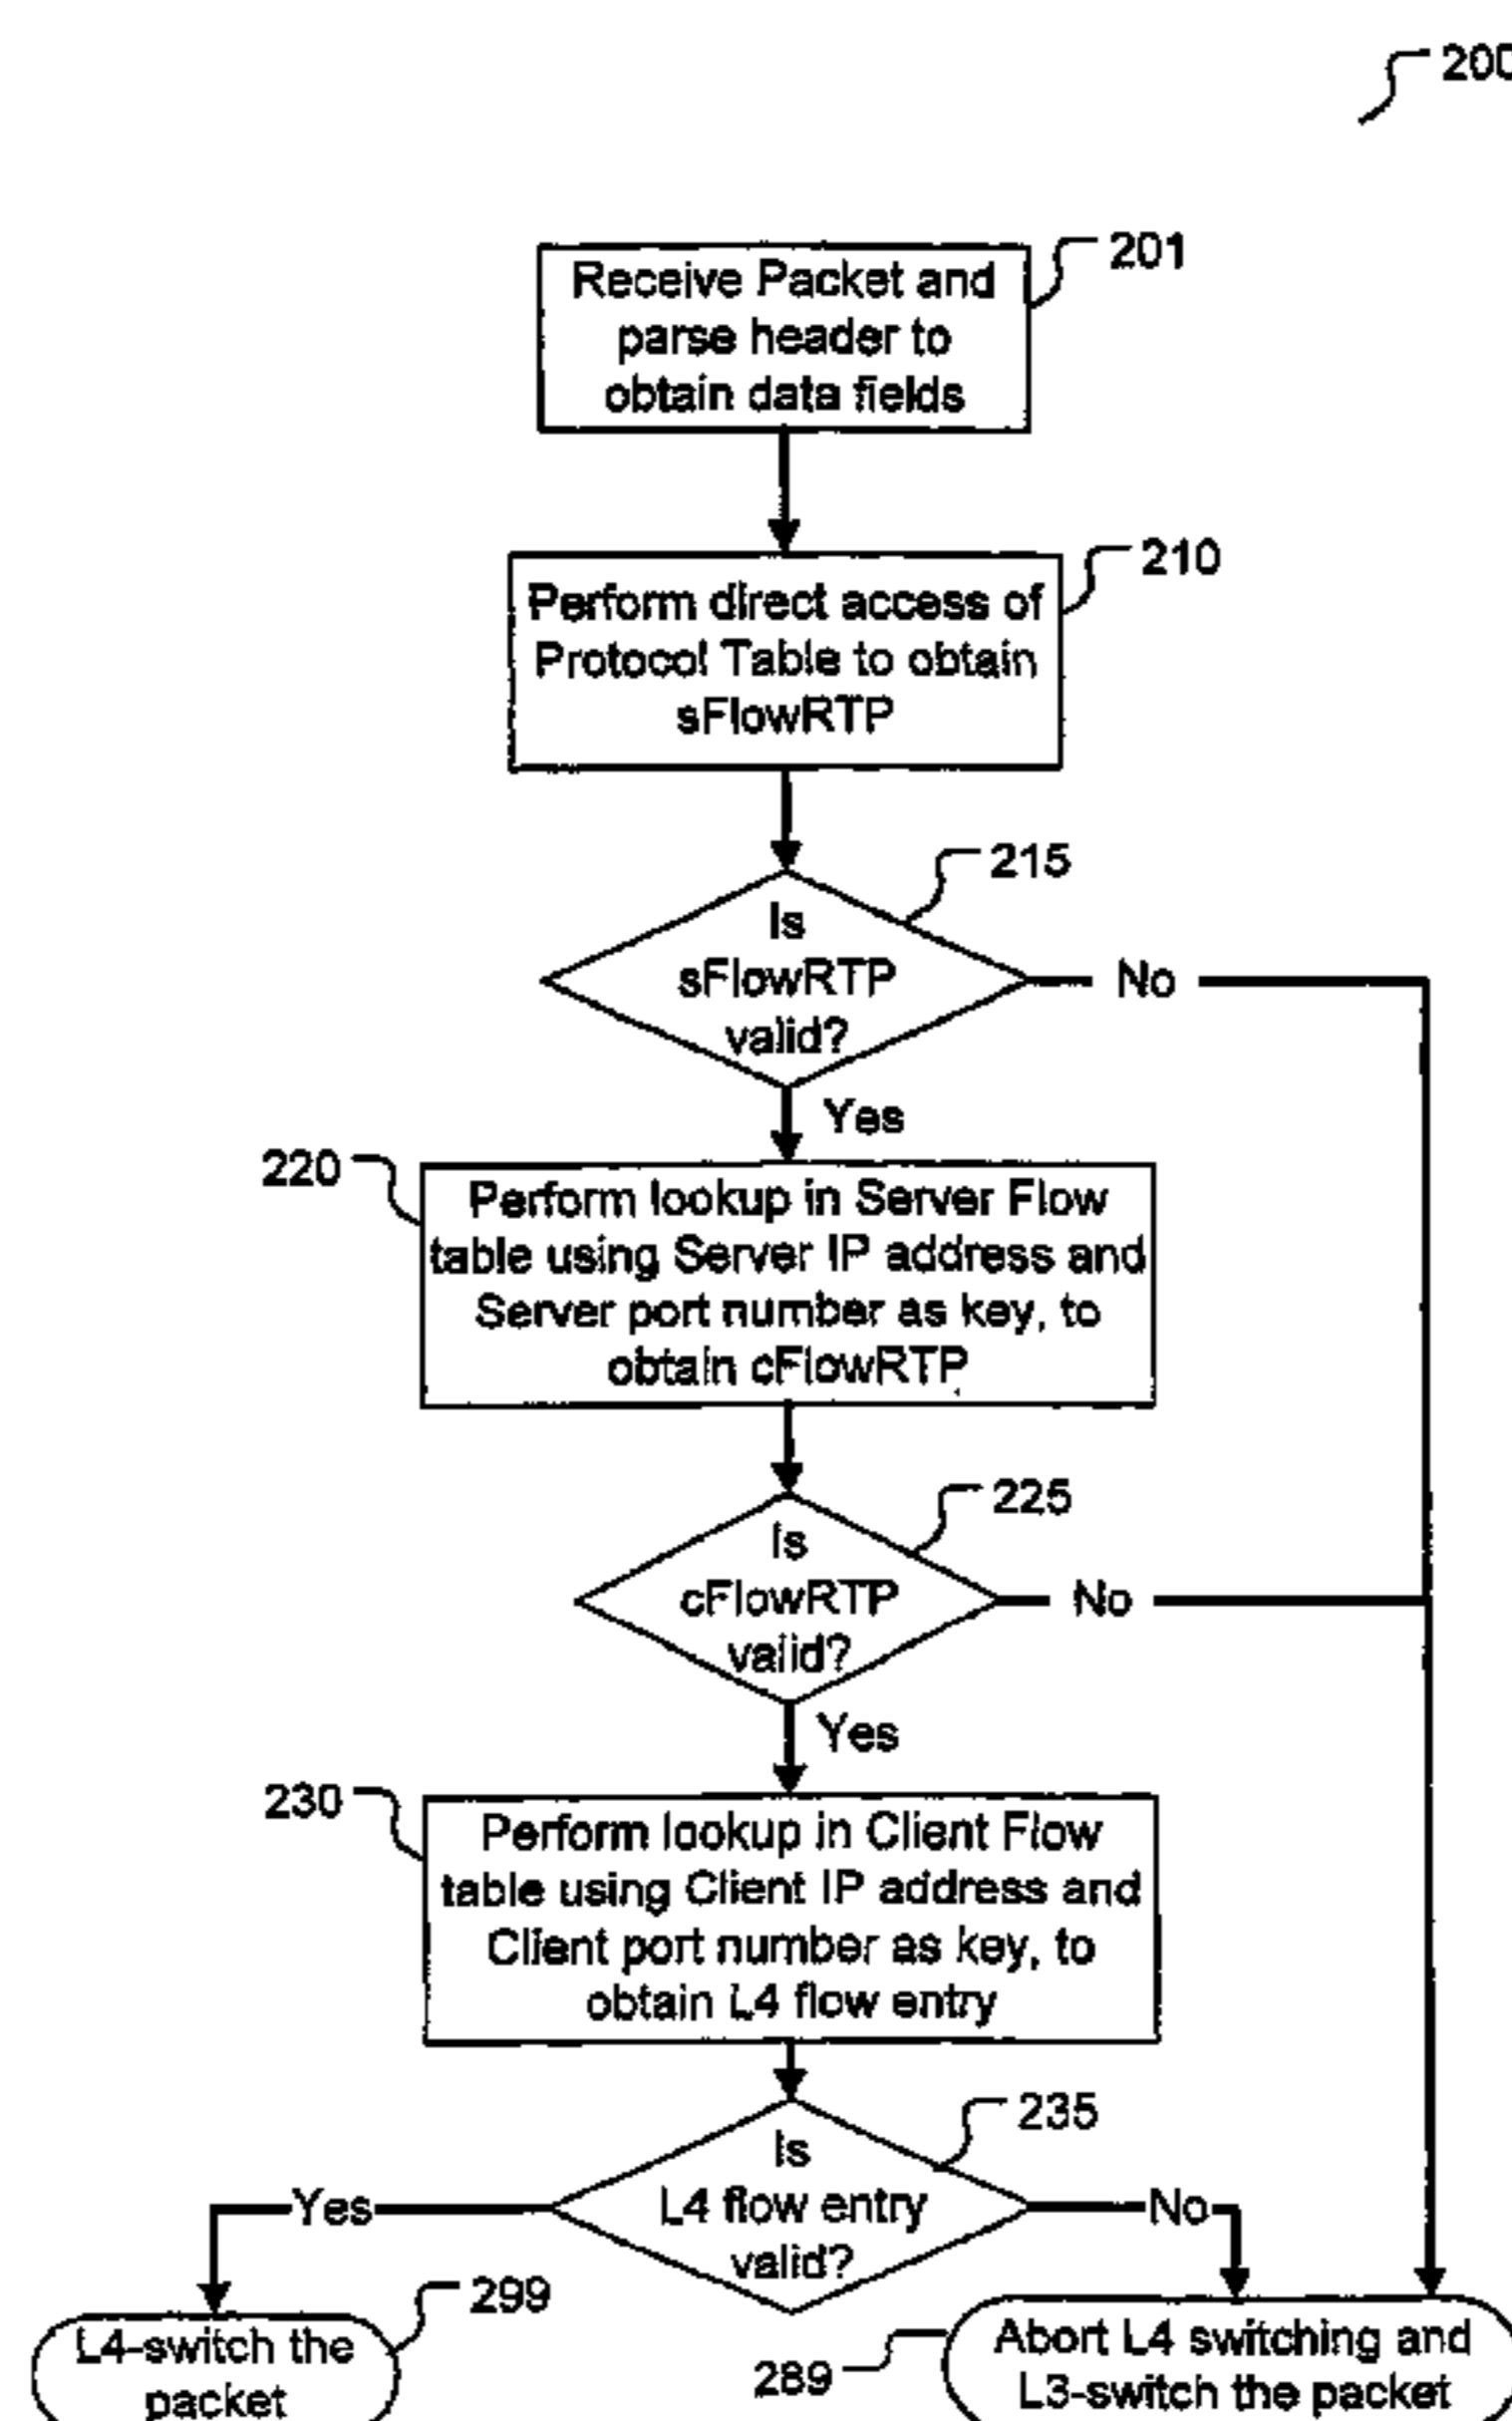 200
201
Receive Packet and
parse header to
obtain data fields
210
Perform direct access of
Protocol Table to obtain
sFlowRTP
215
Is
sFlowRTP
valid?
No
Yes
220
Perform lookup in Server Flow
table using Server IP address and
Server port number as key, to
obtain cFlowRTP
225
Is
cFlowRTP
valid?
No
Yes
230
Perform lookup in Client Flow
table using Client IP address and
Client port number as key, to
obtain L4 flow entry
235
Is
L4 flow entry
valid?
Yes
No
299
L4-switch the
packet
289
Abort L4 switching and
L3-switch the packet